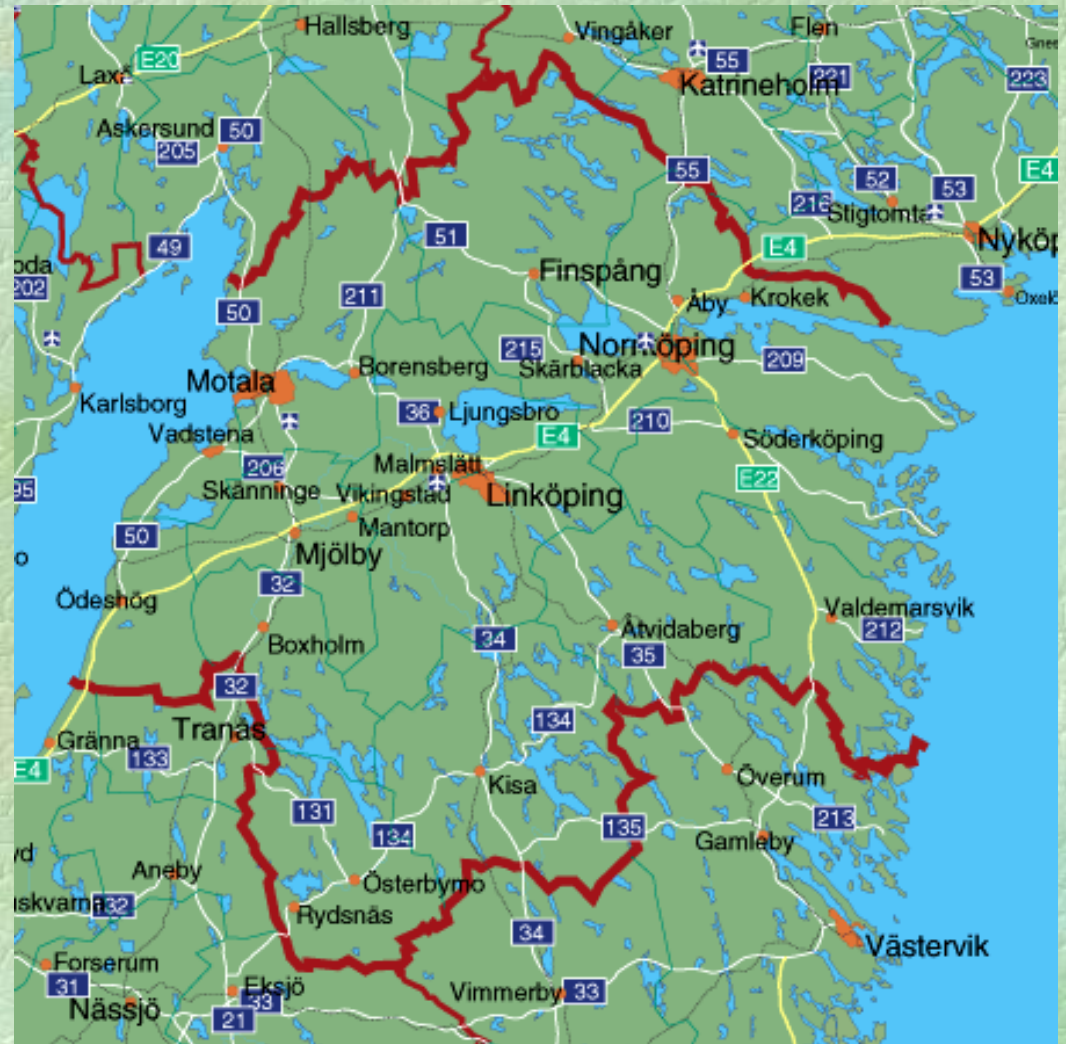 Hallsberg
Vingåker
Flen
E20
55
Laxå
Katrineholm
221
223
Askersund
50
205
55
52
53
E4
216
Stigtomta
49
51
E4
Nyköp
oda
202
Finspång
53
211
Krokek
Åby
50
215
Norrköping
Borensberg
Skärblacka
209
Motala
Karlsborg
36
Ljungsbro
210
Vadstena
E4
Söderköping
206
Malmslätt
E22
95
Skänninge
Vikingstad
Linköping
Mantorp
50
Mjölby
o
32
Ödeshög
Valdemarsvik
Åtvidaberg
212
34
Boxholm
35
32
134
Tranås
Gränna
133
E4
Kisa
Överum
131
134
135
213
Gamleby
yd
Aneby
Österbymo
uskvarna
132
Rydsnäs
34
Västervik
Forserum
31
Eksjö
Vimmerby
33
33
Nässjö
21